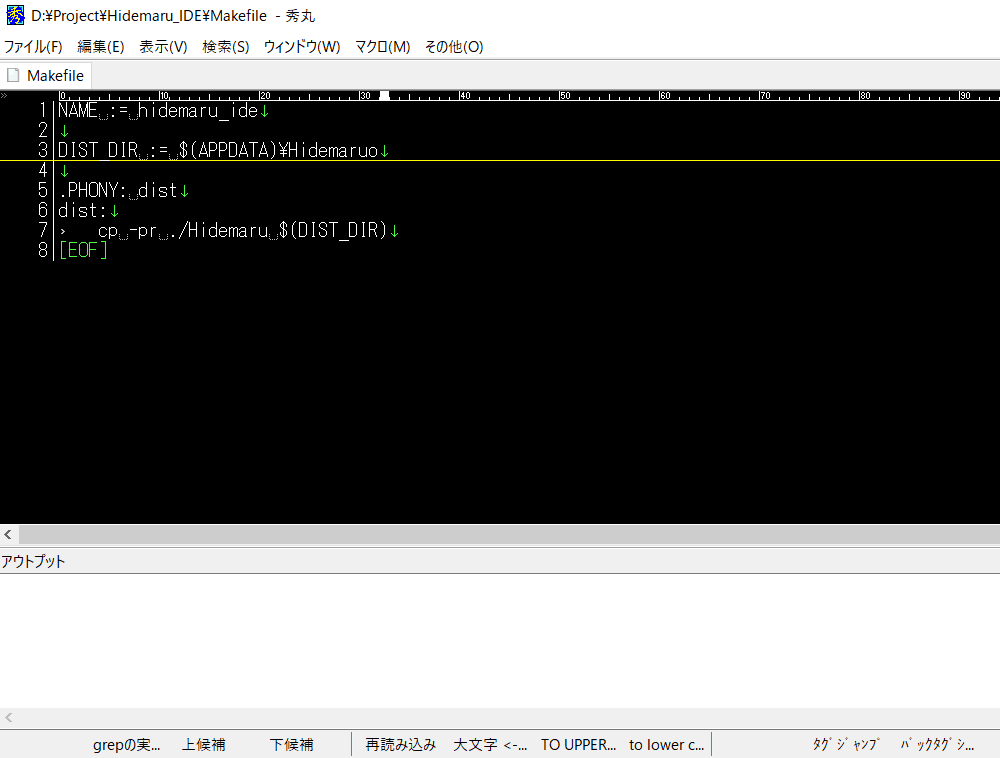 D:¥Project¥Hidemaru_IDE¥Makefile - 秀丸
ファイル(F) 編集(E) 表示(V) 検索(S) ウィンドウ(W) マクロ(M) その他(O)
Makefile
0 10 20 30 40 50 60 70 80 90
1 NAME := hidemaru_ide↓
2 ↓
3 DIST_DIR := $(APPDATA)¥Hidemaruo↓
4 ↓
5 .PHONY: dist↓
6 dist:↓
7 › cp -pr ./Hidemaru $(DIST_DIR)↓
8 [EOF]
アウトプット
grepの実... 上候補 下候補 再読み込み 大文字 <-... TO UPPER... to lower c... ﾀｸﾞｼﾞｬﾝﾌﾟ ﾊﾞｯｸﾀｸﾞｼ...